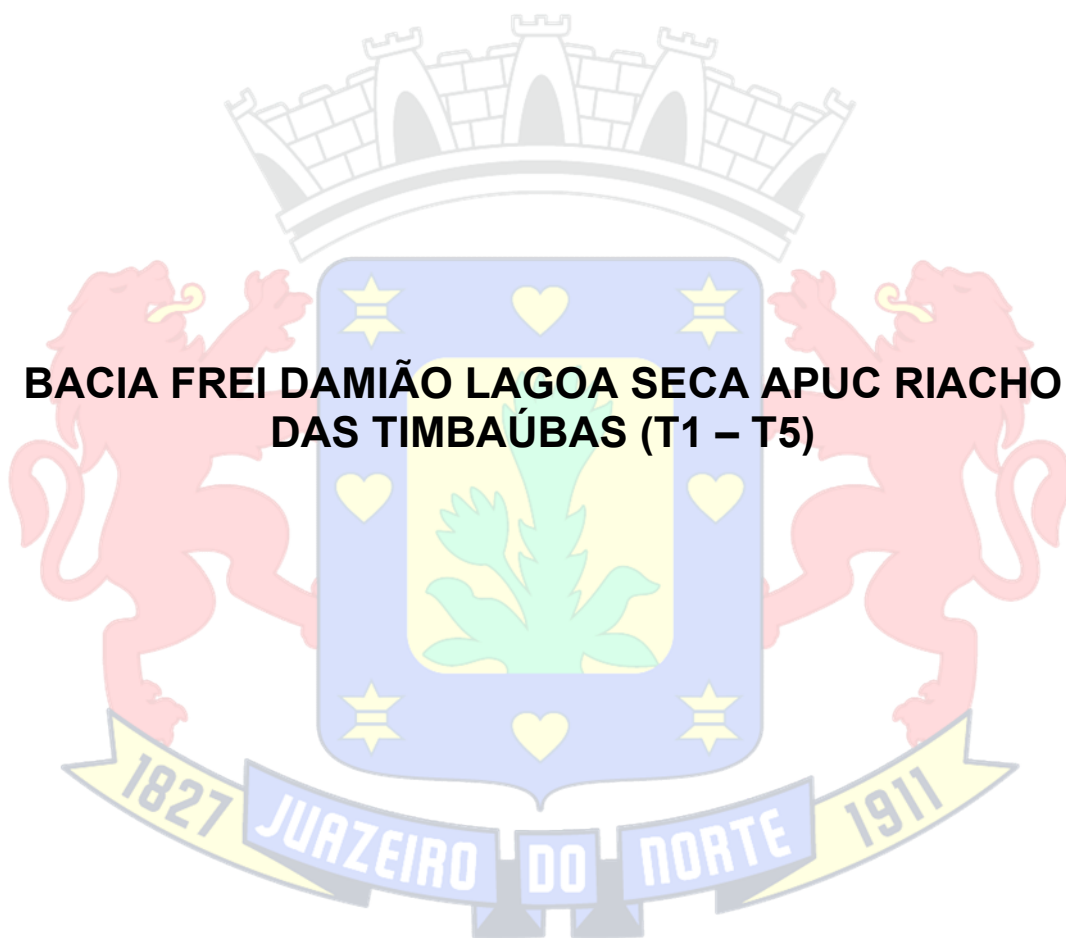 BACIA FREI DAMIÃO LAGOA SECA APUC RIACHO
DAS TIMBAÚBAS (T1 – T5)
1827 JUAZEIRO DO NORTE 1911